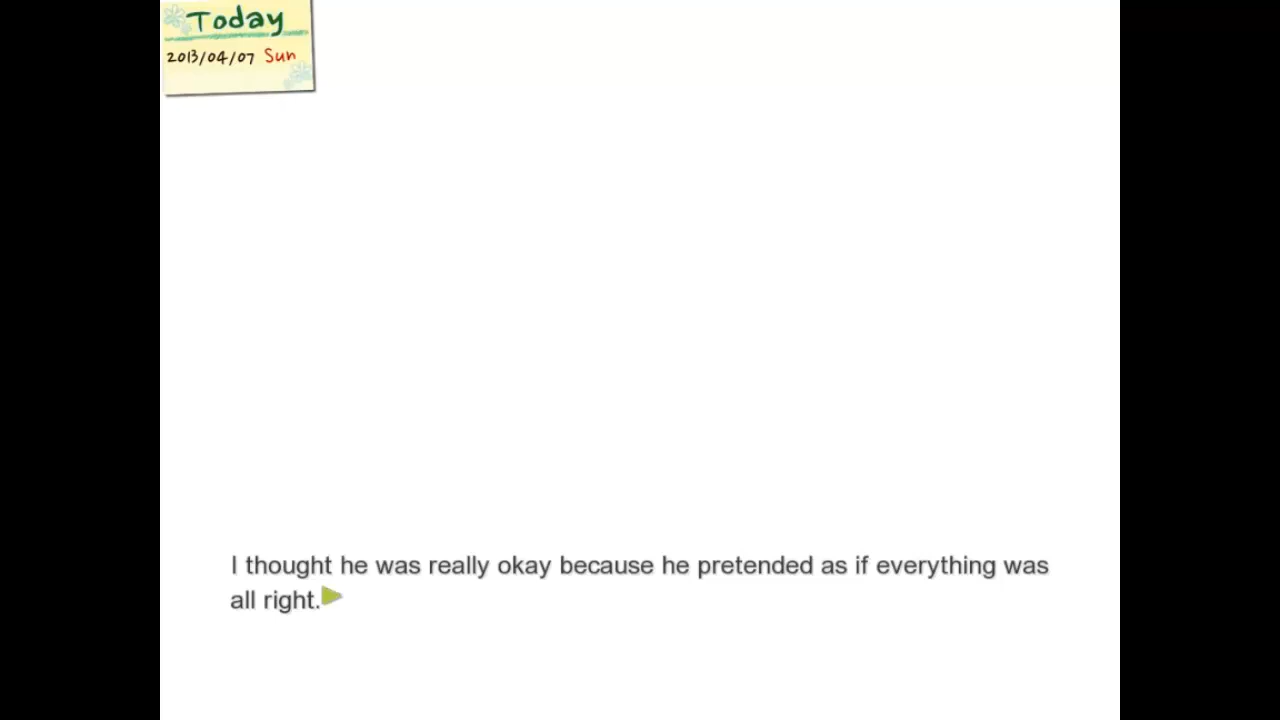 Today
2013/04/07 Sun
I thought he was really okay because he pretended as if everything was
all right.